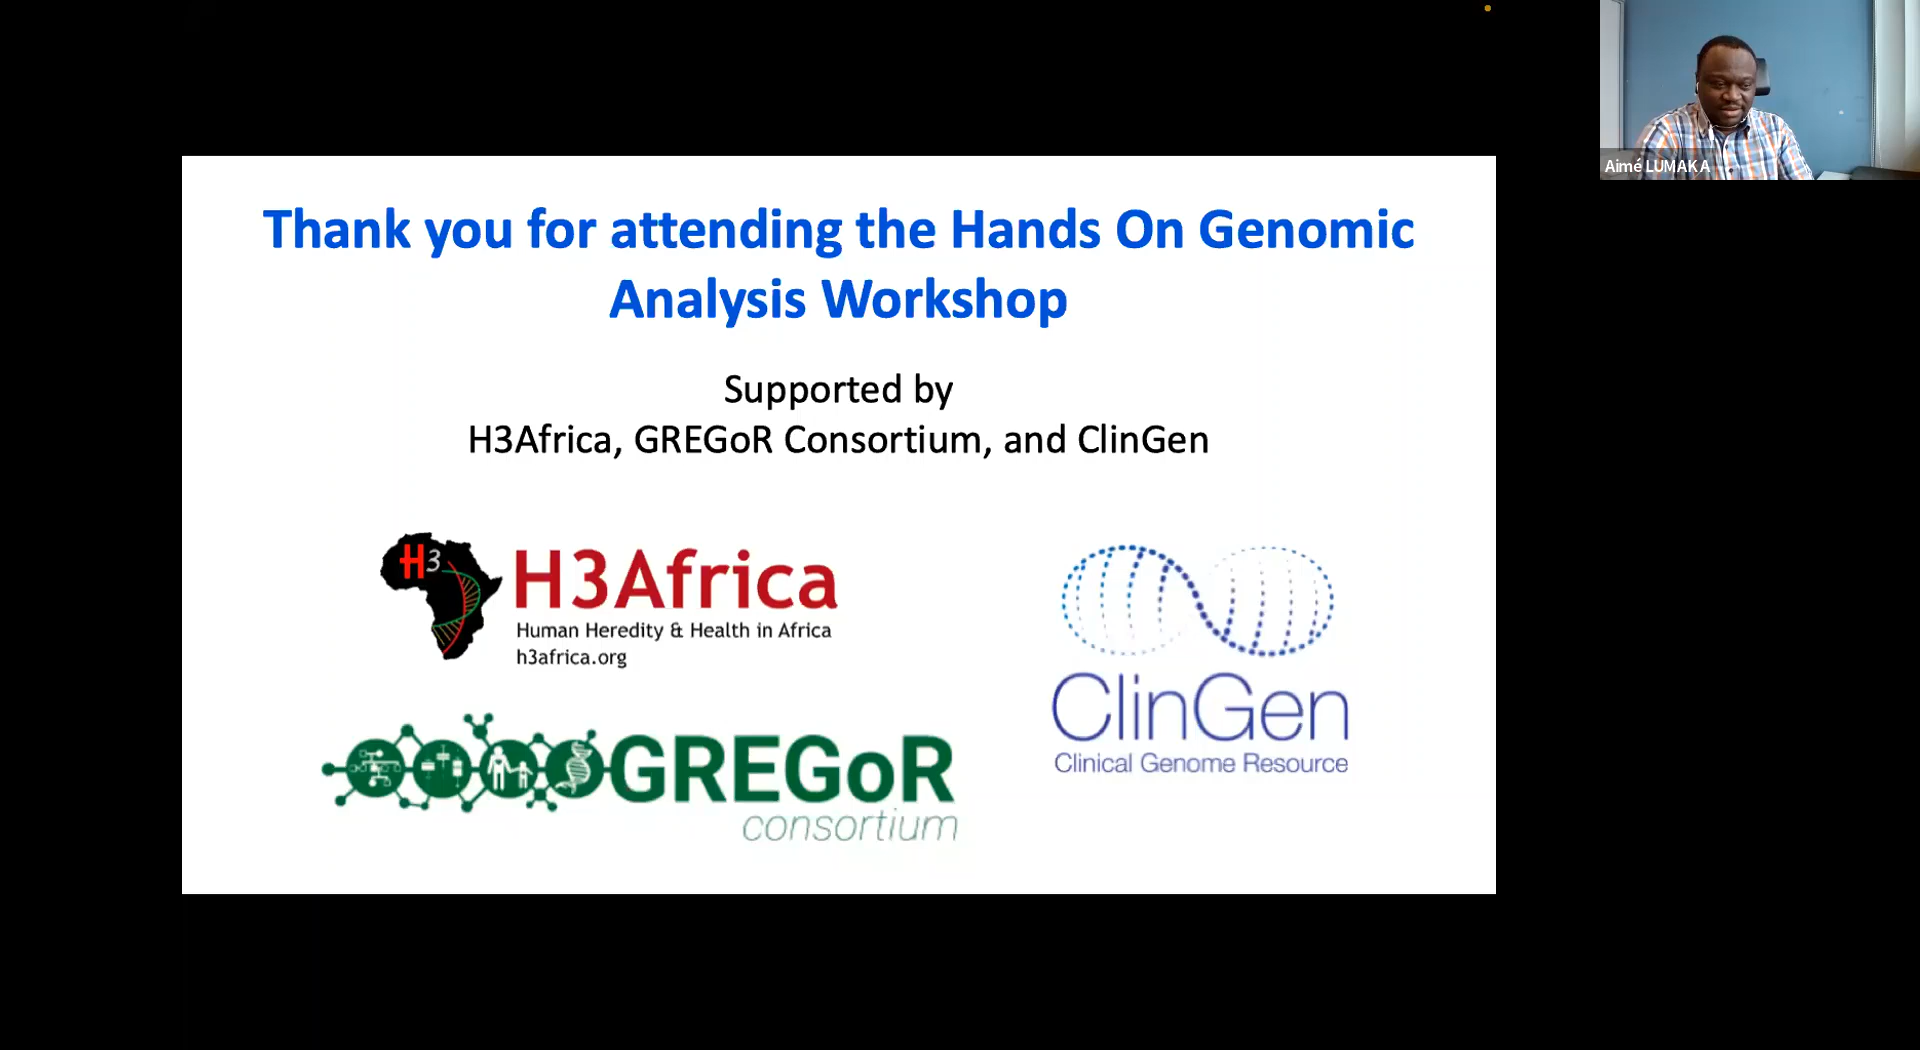 Aimé LUMAKA
Thank you for attending the Hands On Genomic
Analysis Workshop
Supported by
H3Africa, GREGoR Consortium, and ClinGen
H3
H3Africa
Human Heredity & Health in Africa
h3africa.org
ClinGen
Clinical Genome Resource
GREGoR
consortium